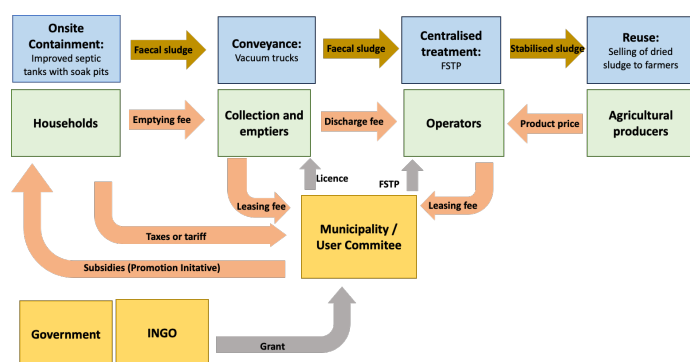 Onsite
Containment:
Improved septic
tanks with soak pits
Faecal sludge
Conveyance:
Vacuum trucks
Faecal sludge
Centralised
treatment:
FSTP
Stabilised sludge
Reuse:
Selling of dried
sludge to farmers
Households
Emptying fee
Collection and
emptiers
Discharge fee
Operators
Product price
Agricultural
producers
Licence
FSTP
Leasing fee
Leasing fee
Municipality /
User Commitee
Taxes or tariff
Subsidies (Promotion Initative)
Government
INGO
Grant